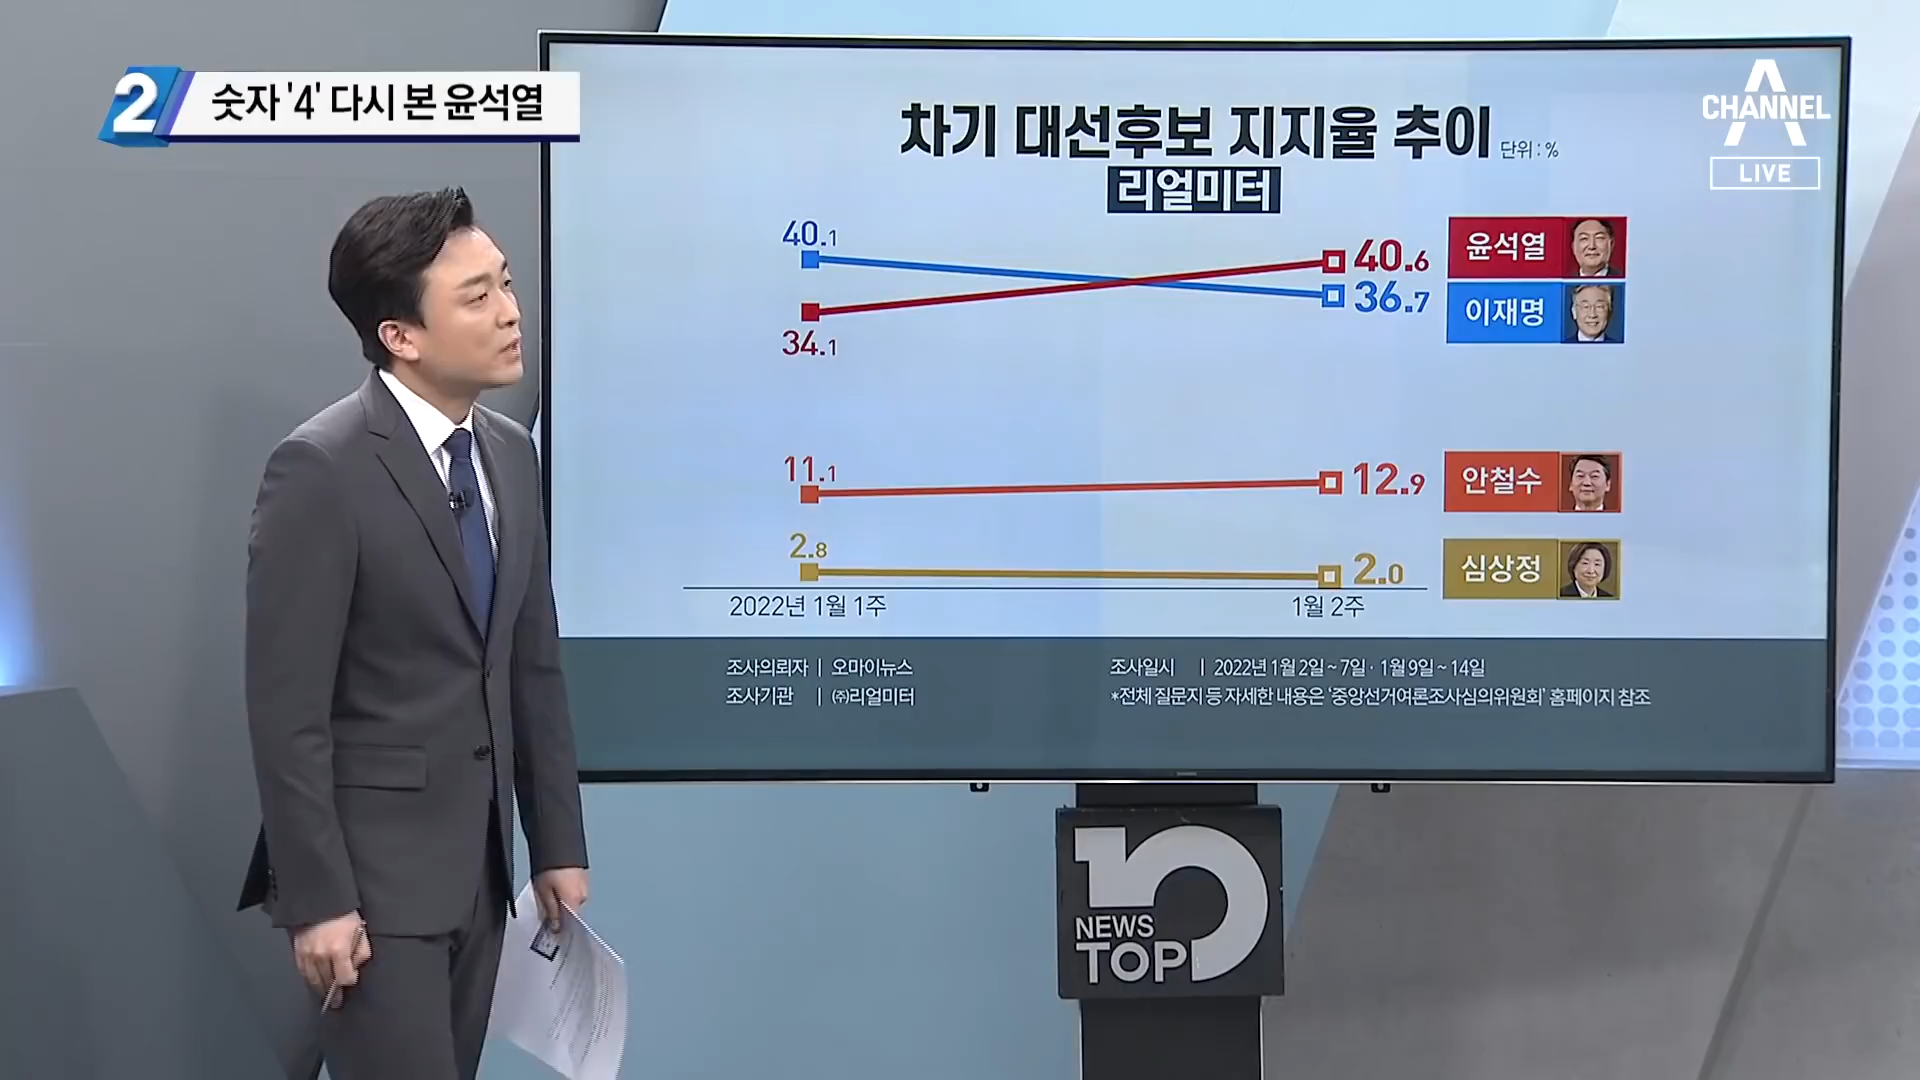 2 숫자 '4' 다시 본 윤석열
CHANNEL A
LIVE
차기 대선후보 지지율 추이 단위 : %
리얼미터
40.1
34.1
40.6 윤석열
36.7 이재명
11.1
12.9 안철수
2.8
2.0 심상정
2022년 1월 1주 1월 2주
조사의뢰자 | 오마이뉴스
조사기관 | ㈜리얼미터
조사일시 | 2022년 1월 2일 ~ 7일 · 1월 9일 ~ 14일
*전체 질문지 등 자세한 내용은 '중앙선거여론조사심의위원회' 홈페이지 참조
10
NEWS
TOP